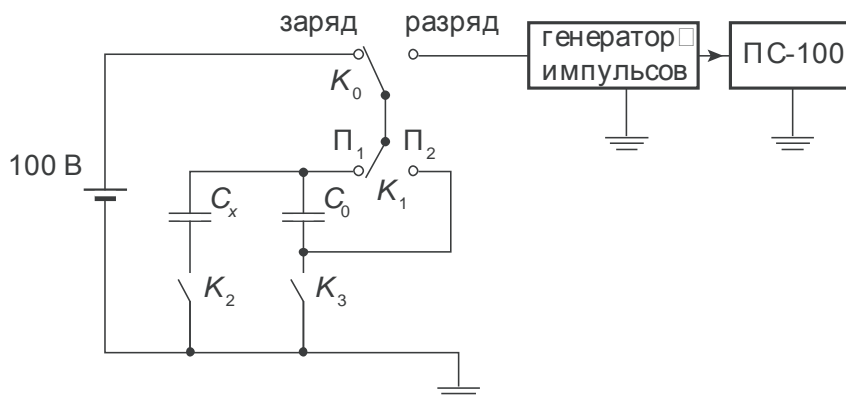 заряд разряд
генератор
импульсов
ПС-100
K₀
П₁ П₂
100 В
K₁
Cₓ C₀
K₂ K₃